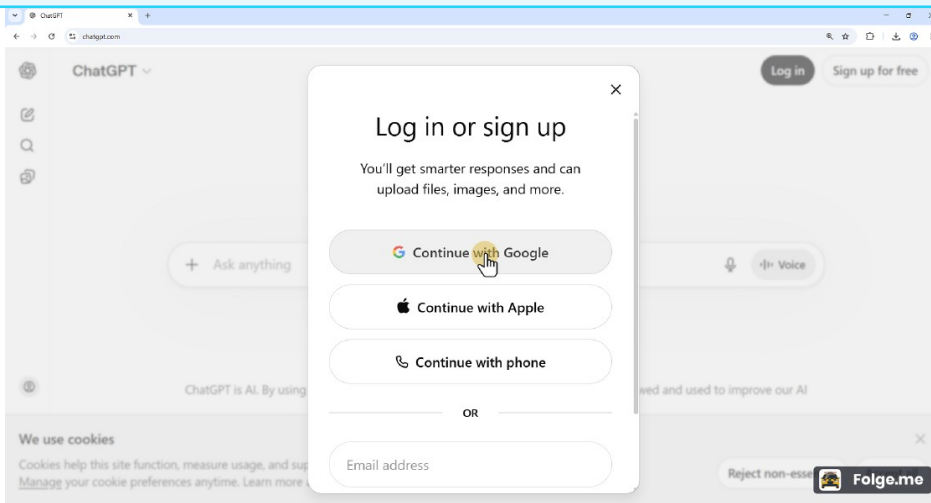 ChatGPT
chatgpt.com
ChatGPT
Log in
Sign up for free
Log in or sign up
You'll get smarter responses and can
upload files, images, and more.
Continue with Google
Ask anything
Voice
Continue with Apple
Continue with phone
ChatGPT is AI. By using
wed and used to improve our AI
OR
We use cookies
Cookies help this site function, measure usage, and sup
Manage your cookie preferences anytime. Learn more
Email address
Reject non-esse
Folge.me